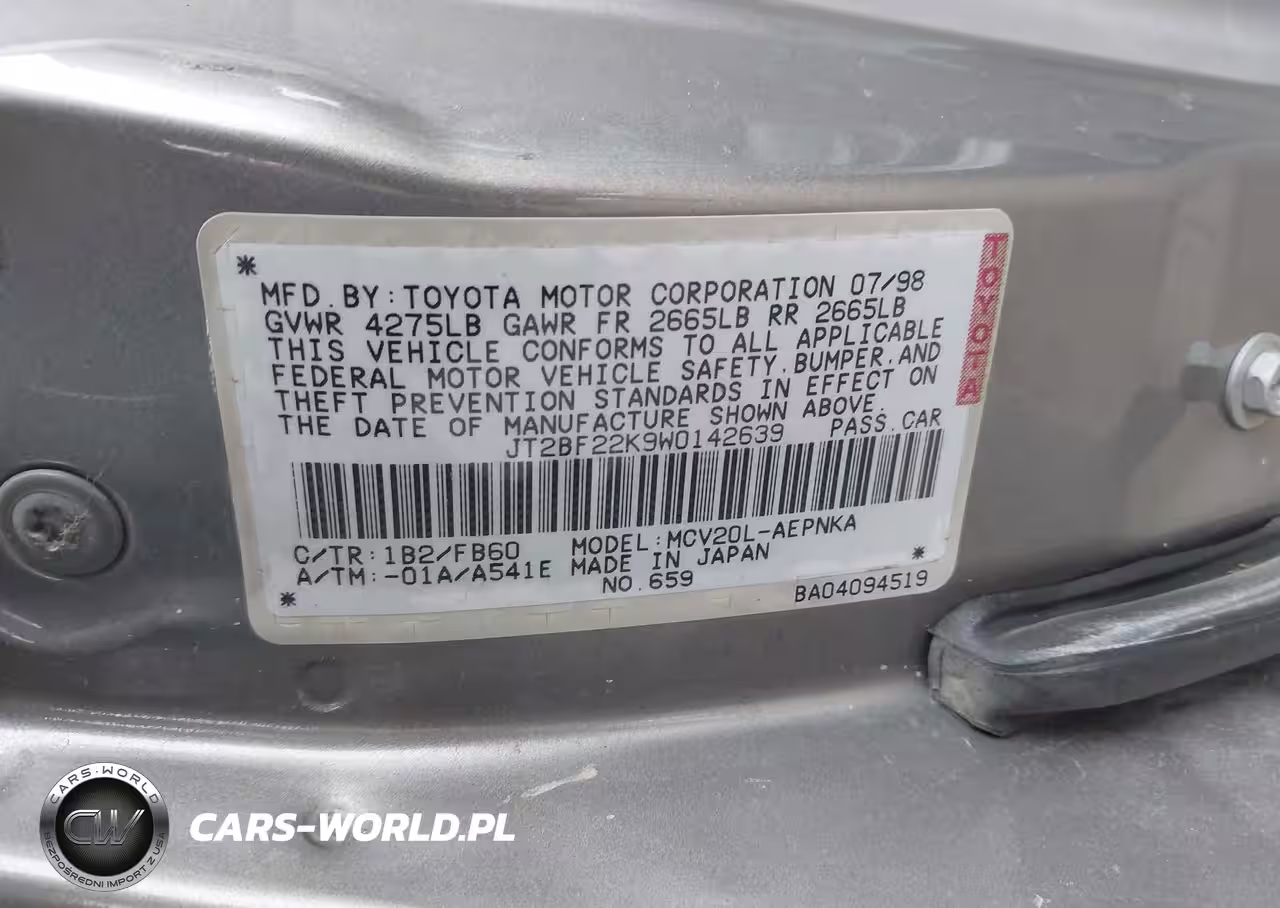 *
MFD.BY:TOYOTA MOTOR CORPORATION 07/98
GVWR 4275LB GAWR FR 2665LB RR 2665LB
THIS VEHICLE CONFORMS TO ALL APPLICABLE
FEDERAL MOTOR VEHICLE SAFETY,BUMPER,AND
THEFT PREVENTION STANDARDS IN EFFECT ON
THE DATE OF MANUFACTURE SHOWN ABOVE.
JT2BF22K9W0142639 PASS.CAR
C/TR:1B2/FB60 MODEL:MCV20L-AEPNKA
A/TM:-01A/A541E MADE IN JAPAN *
* NO.659 BA04094519
TOYOTA
CARS-WORLD
CW
BEZPOŚREDNI IMPORT Z USA
CARS-WORLD.PL